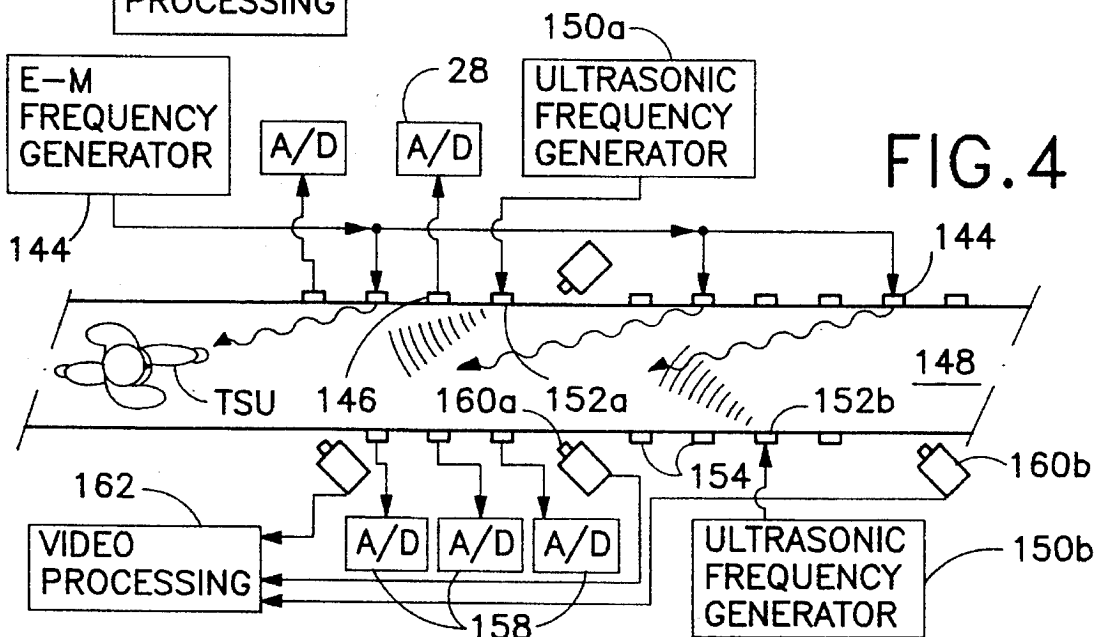 PROCESSING
150a
E-M
FREQUENCY
GENERATOR
28
ULTRASONIC
FREQUENCY
GENERATOR
A/D
A/D
FIG. 4
144
144
148
TSU
146
160a
152a
152b
154
160b
162
VIDEO
PROCESSING
A/D
A/D
A/D
158
ULTRASONIC
FREQUENCY
GENERATOR
150b